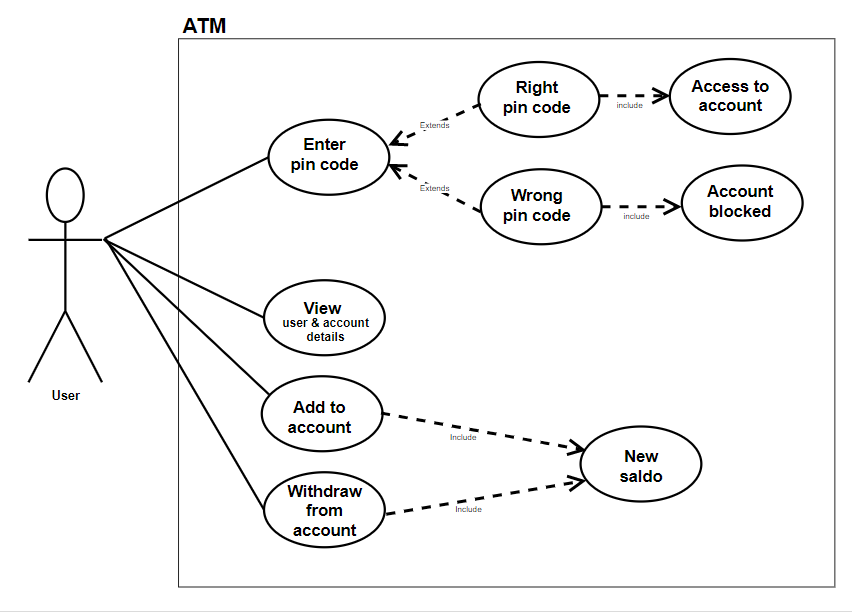 ATM
Right
pin code
include
Access to
account
Extends
Enter
pin code
Extends
Wrong
pin code
include
Account
blocked
View
user & account
details
User
Add to
account
Include
New
saldo
Withdraw
from
account
Include